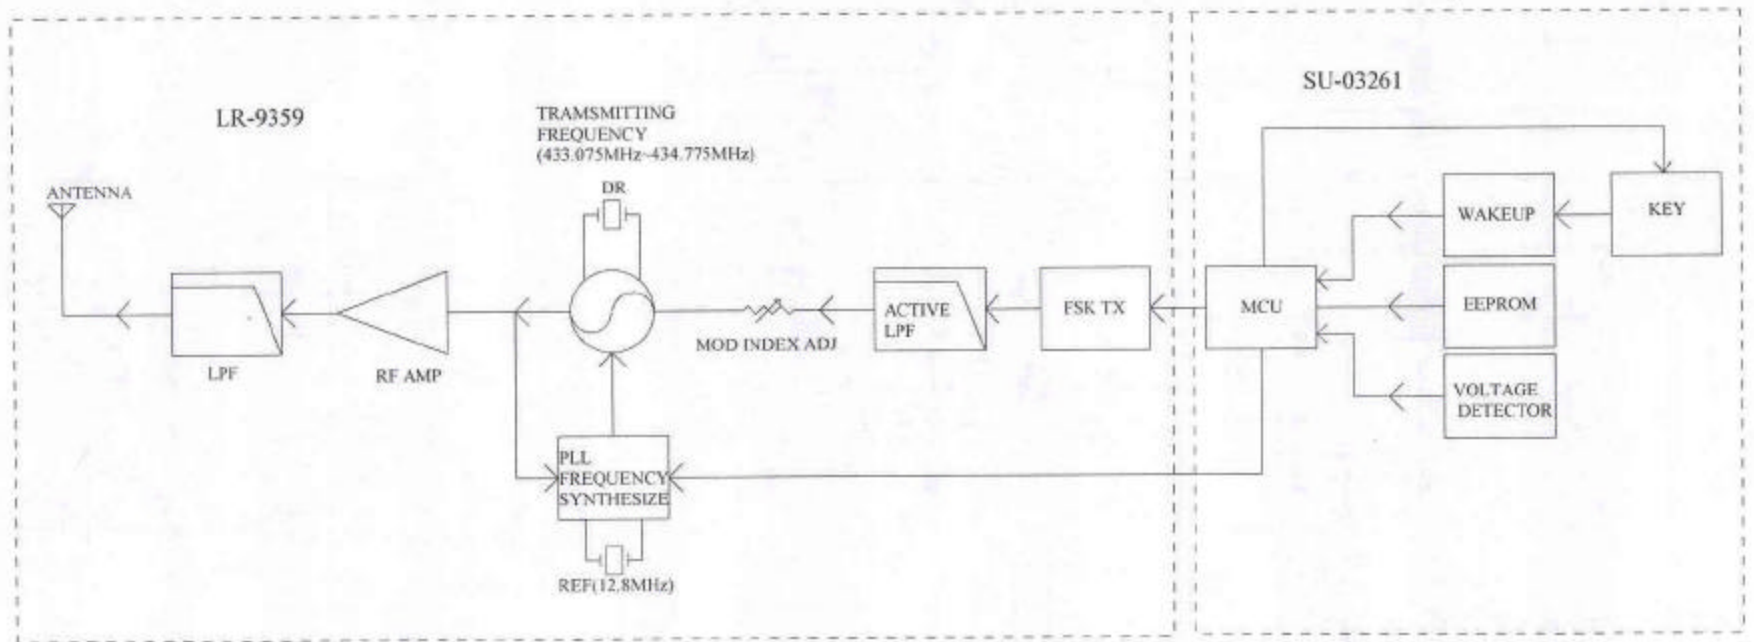 LR-9359
SU-03261
TRAMSMITTING
FREQUENCY
(433.075MHz~434.775MHz)
DR
ANTENNA
LPF
RF AMP
MOD INDEX ADJ
ACTIVE
LPF
FSK TX
MCU
WAKEUP
KEY
EEPROM
VOLTAGE
DETECTOR
PLL
FREQUENCY
SYNTHESIZE
REF(12.8MHz)